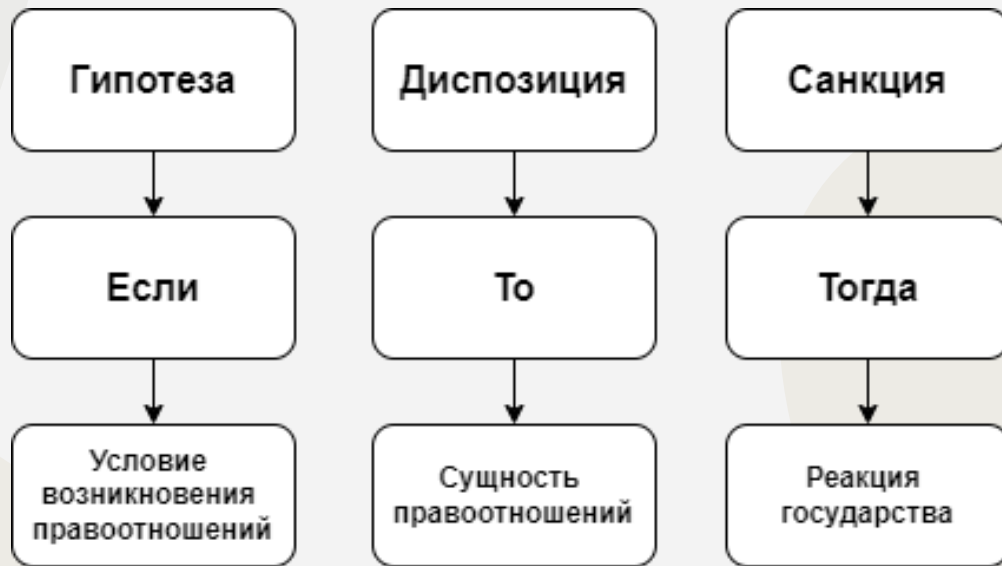 Гипотеза
Диспозиция
Санкция
Если
То
Тогда
Условие
возникновения
правоотношений
Сущность
правоотношений
Реакция
государства